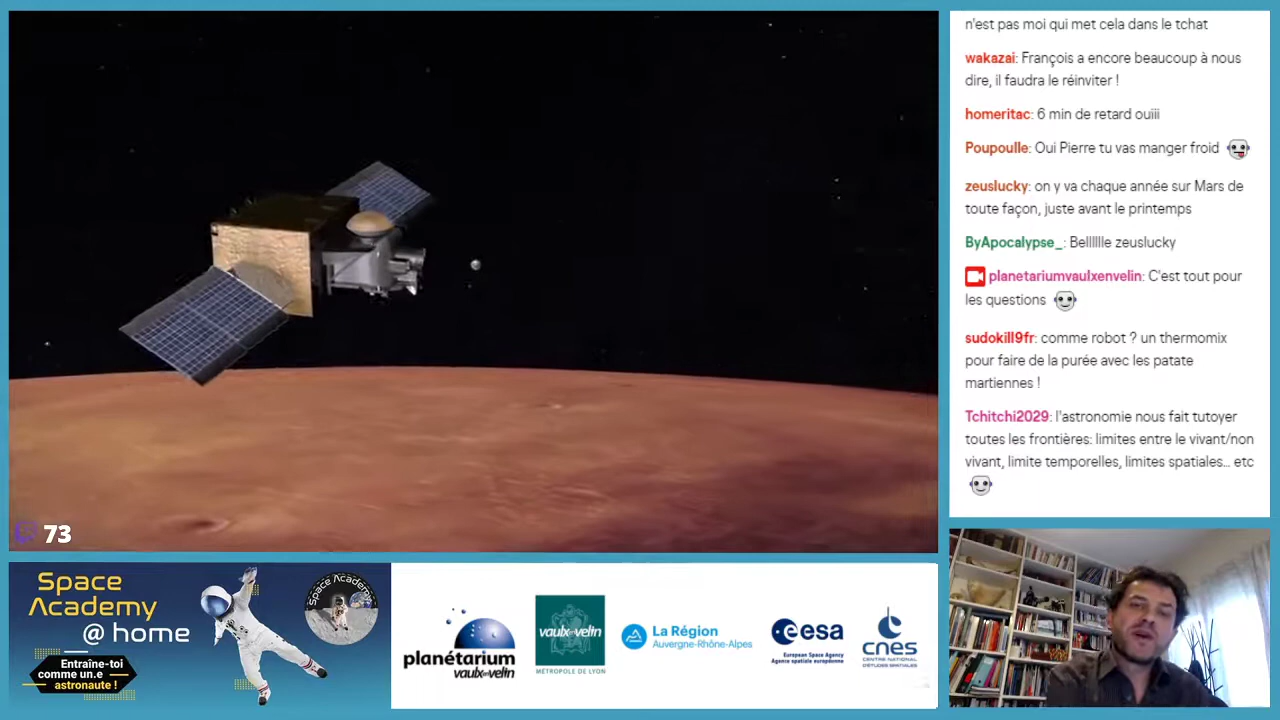 n'est pas moi qui met cela dans le tchat
wakazai: François a encore beaucoup à nous
dire, il faudra le réinviter !
homeritac: 6 min de retard ouiii
Poupoulle: Oui Pierre tu vas manger froid
zeuslucky: on y va chaque année sur Mars de
toute façon, juste avant le printemps
ByApocalypse_: Belllllle zeuslucky
planetariumvaulxenvelin: C'est tout pour
les questions
sudokill9fr: comme robot ? un thermomix
pour faire de la purée avec les patate
martiennes !
Tchitchi2029: l'astronomie nous fait tutoyer
toutes les frontières: limites entre le vivant/non
vivant, limite temporelles, limites spatiales... etc
73
Space
Academy
@ home
Entraîne-toi
comme un.e
astronaute !
Space Academy
planétarium
vaulx en velin
vaulx en velin
MÉTROPOLE DE LYON
La Région
Auvergne-Rhône-Alpes
esa
European Space Agency
Agence spatiale européenne
cnes
CENTRE NATIONAL
D'ÉTUDES SPATIALES